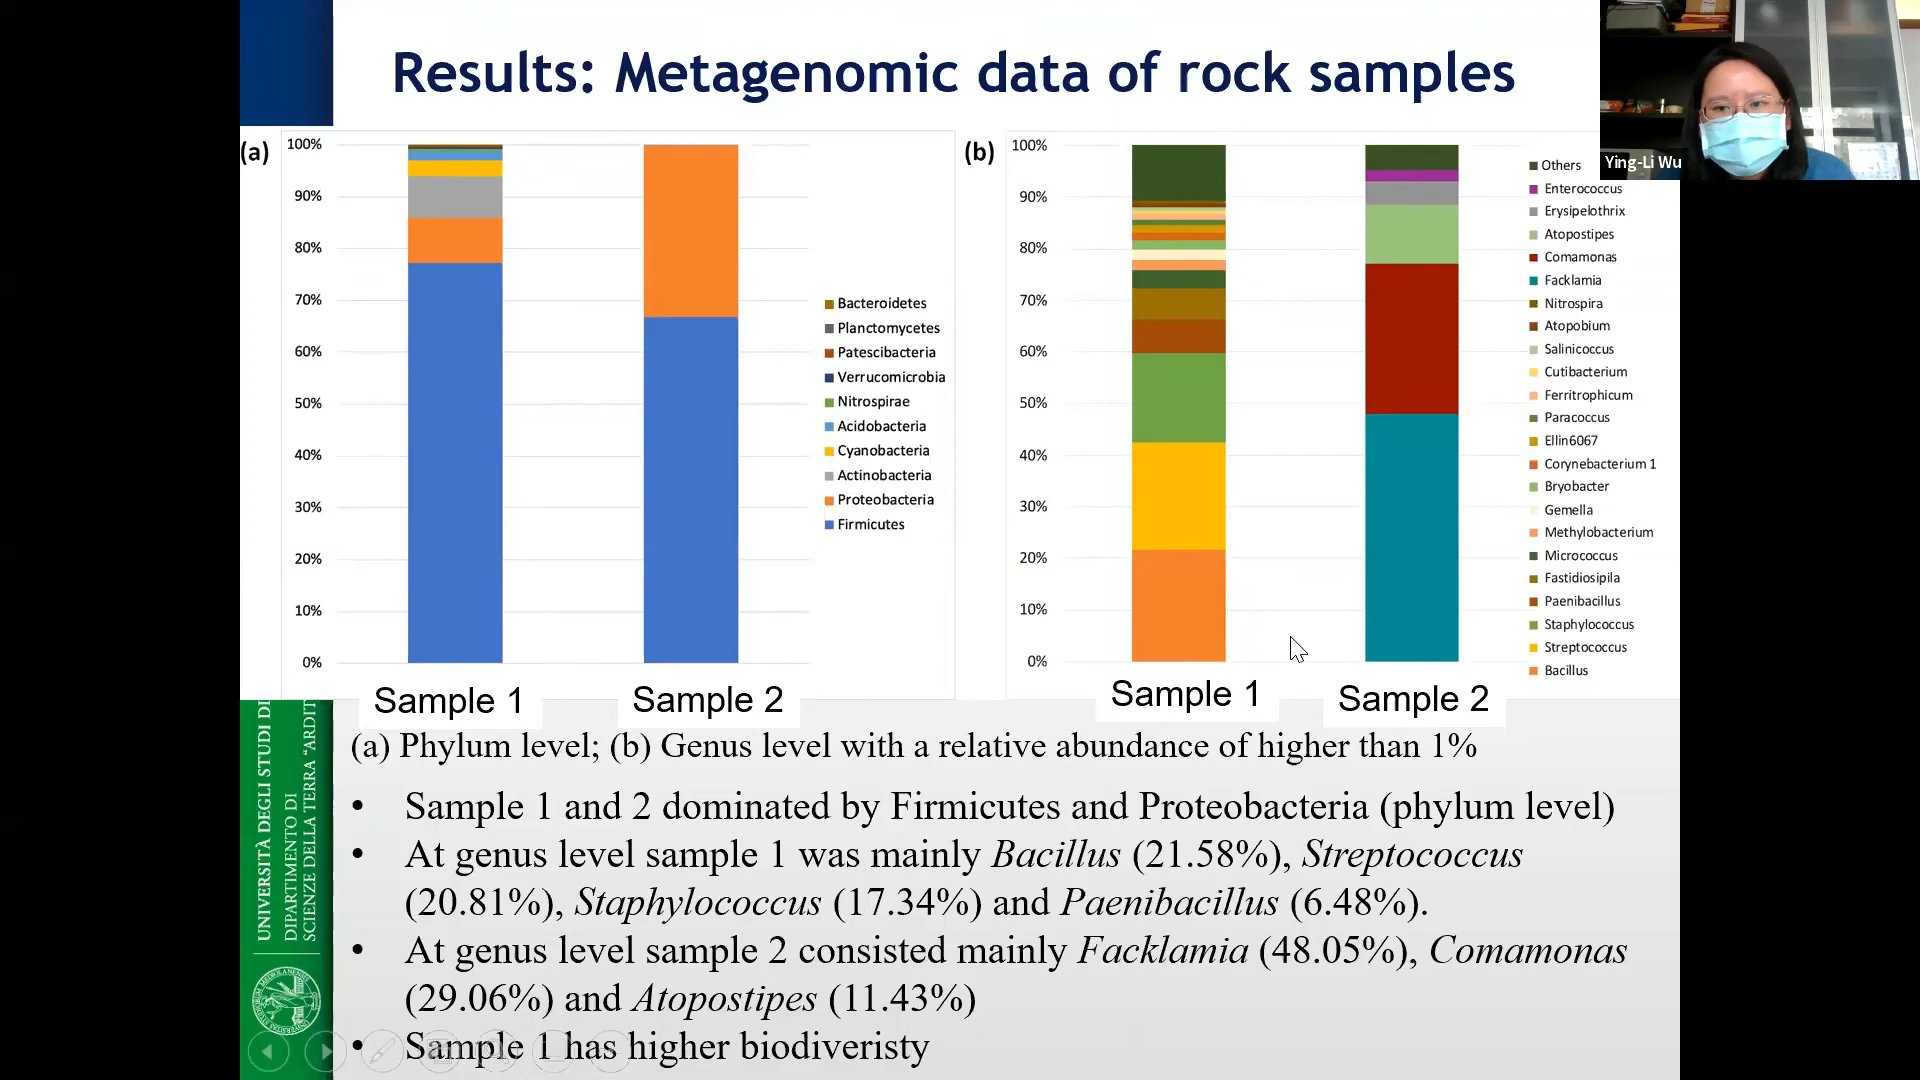 Results: Metagenomic data of rock samples
Ying-Li Wu
(a)
100%
90%
80%
70%
60%
50%
40%
30%
20%
10%
0%
Bacteroidetes
Planctomycetes
Patescibacteria
Verrucomicrobia
Nitrospirae
Acidobacteria
Cyanobacteria
Actinobacteria
Proteobacteria
Firmicutes
Sample 1
Sample 2
(b)
100%
90%
80%
70%
60%
50%
40%
30%
20%
10%
0%
Others
Enterococcus
Erysipelothrix
Atopostipes
Comamonas
Facklamia
Nitrospira
Atopobium
Salinicoccus
Cutibacterium
Ferritrophicum
Paracoccus
Ellin6067
Corynebacterium 1
Bryobacter
Gemella
Methylobacterium
Micrococcus
Fastidiosipila
Paenibacillus
Staphylococcus
Streptococcus
Bacillus
Sample 1
Sample 2
(a) Phylum level; (b) Genus level with a relative abundance of higher than 1%
• Sample 1 and 2 dominated by Firmicutes and Proteobacteria (phylum level)
• At genus level sample 1 was mainly Bacillus (21.58%), Streptococcus
(20.81%), Staphylococcus (17.34%) and Paenibacillus (6.48%).
• At genus level sample 2 consisted mainly Facklamia (48.05%), Comamonas
(29.06%) and Atopostipes (11.43%)
• Sample 1 has higher biodiveristy
UNIVERSITÀ DEGLI STUDI DI
DIPARTIMENTO DI
SCIENZE DELLA TERRA "ARDIT